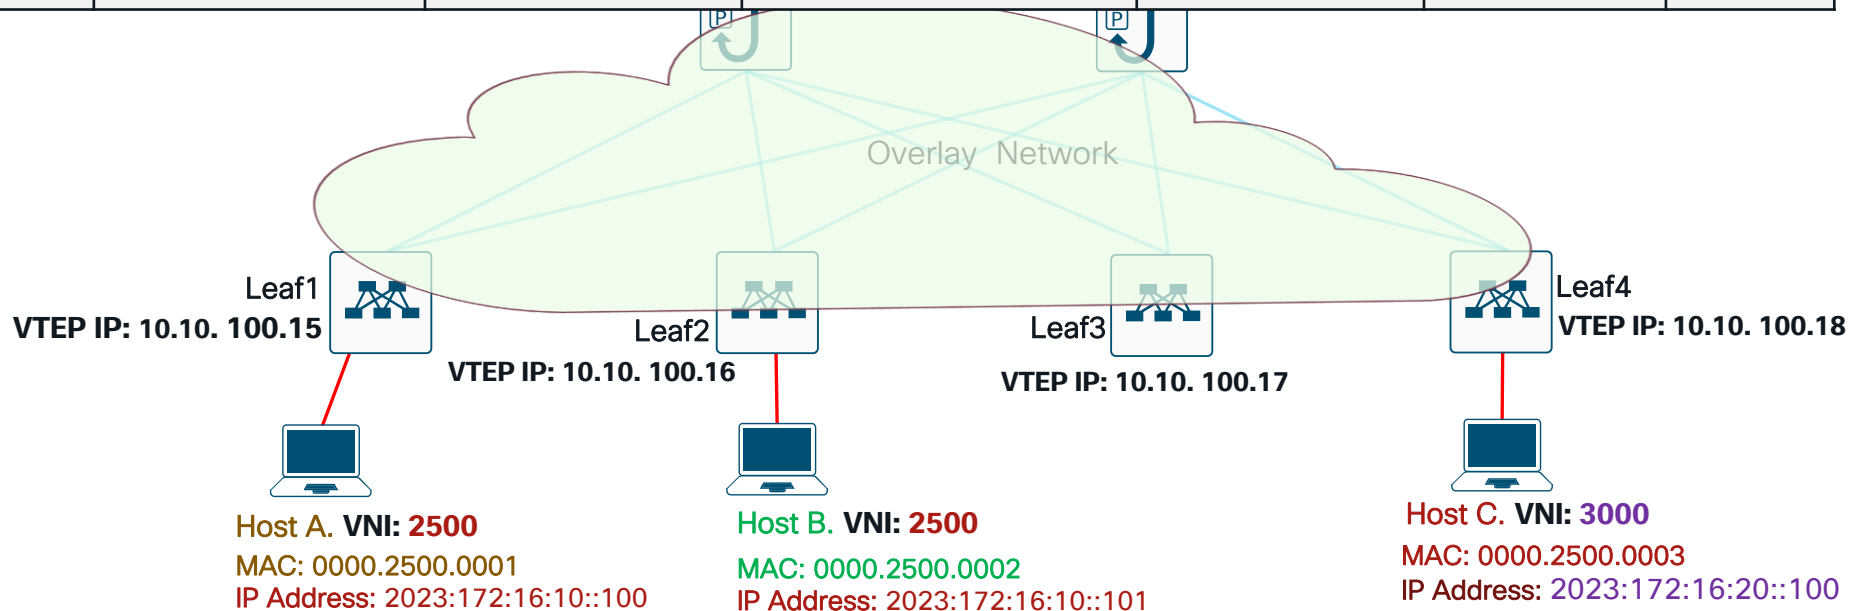 P
P
Overlay Network
Leaf1
VTEP IP: 10.10. 100.15
Leaf2
VTEP IP: 10.10. 100.16
Leaf3
VTEP IP: 10.10. 100.17
Leaf4
VTEP IP: 10.10. 100.18
Host A. VNI: 2500
MAC: 0000.2500.0001
IP Address: 2023:172:16:10::100
Host B. VNI: 2500
MAC: 0000.2500.0002
IP Address: 2023:172:16:10::101
Host C. VNI: 3000
MAC: 0000.2500.0003
IP Address: 2023:172:16:20::100